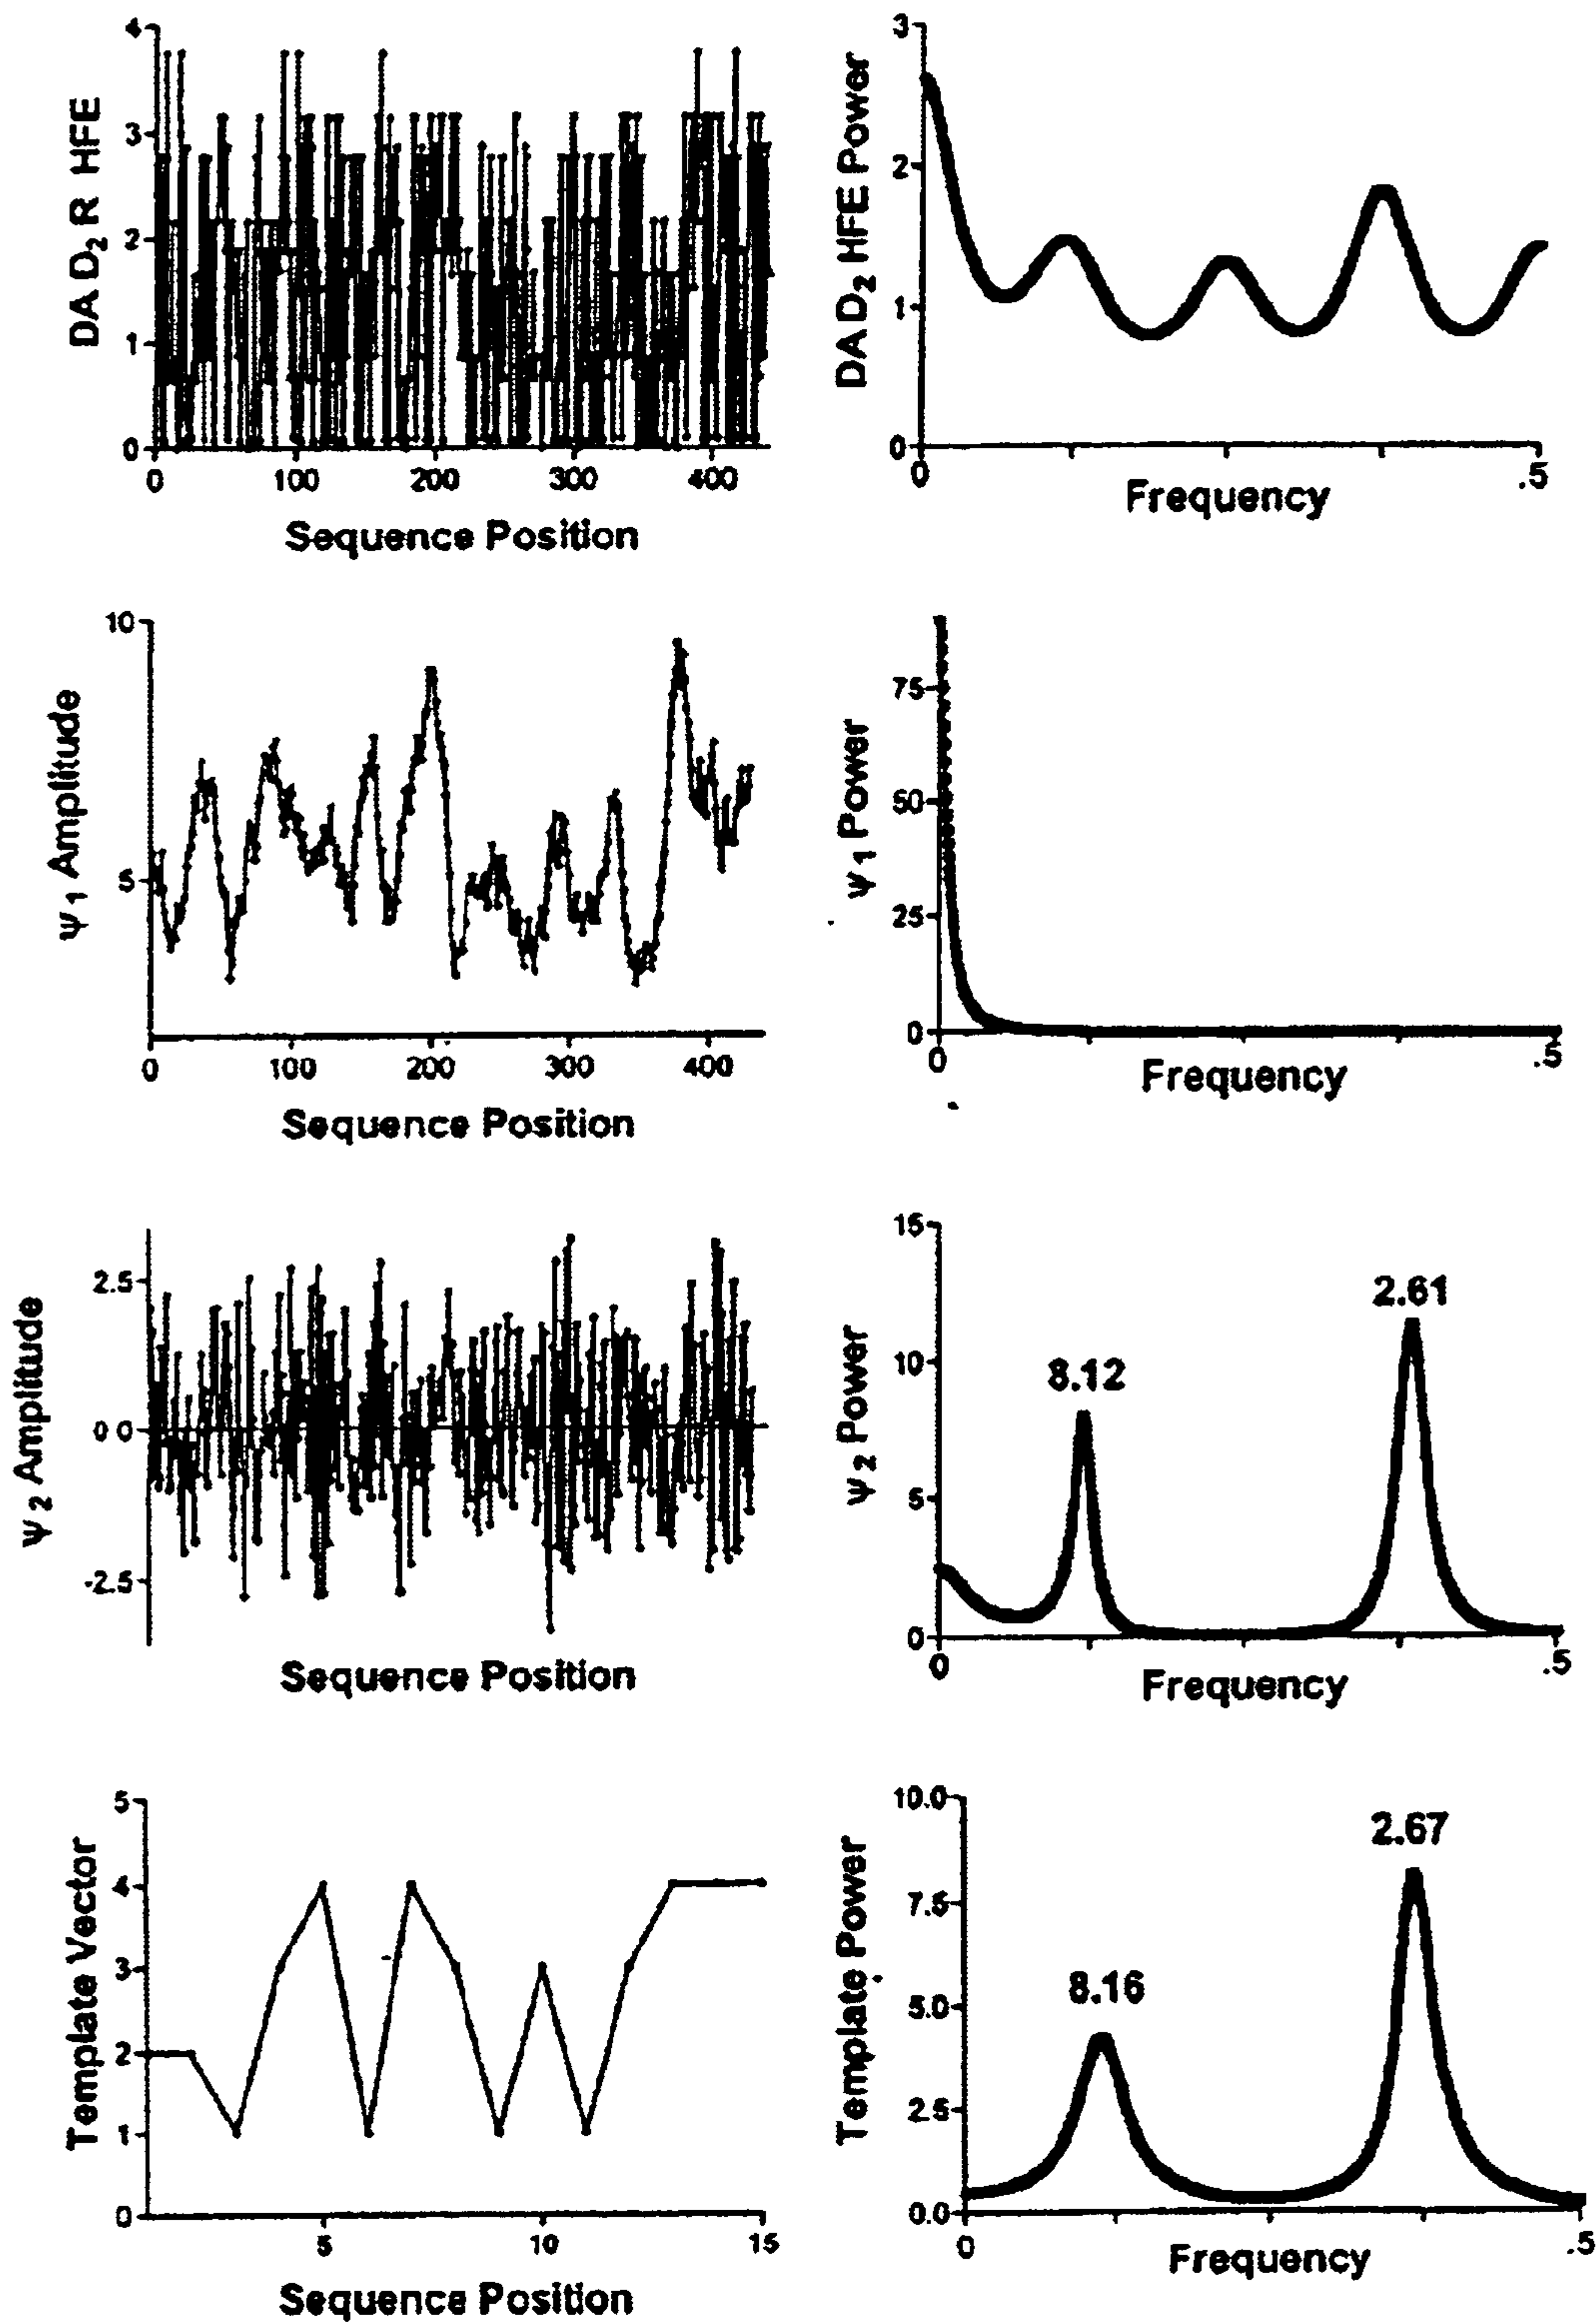 DA D2 R HFE
4
3
2
1
0
0 100 200 300 400
Sequence Position
DA D2 HFE Power
3
2
1
0
0 .5
Frequency
Ψ1 Amplitude
10
5
0 100 200 300 400
Sequence Position
Ψ1 Power
75
50
25
0
0 .5
Frequency
Ψ2 Amplitude
2.5
0.0
-2.5
Sequence Position
Ψ2 Power
15
10
5
0
8.12
2.61
0 .5
Frequency
Template Vector
5
4
3
2
1
0
5 10 15
Sequence Position
Template Power
10.0
7.5
5.0
2.5
0.0
8.16
2.67
0 .5
Frequency